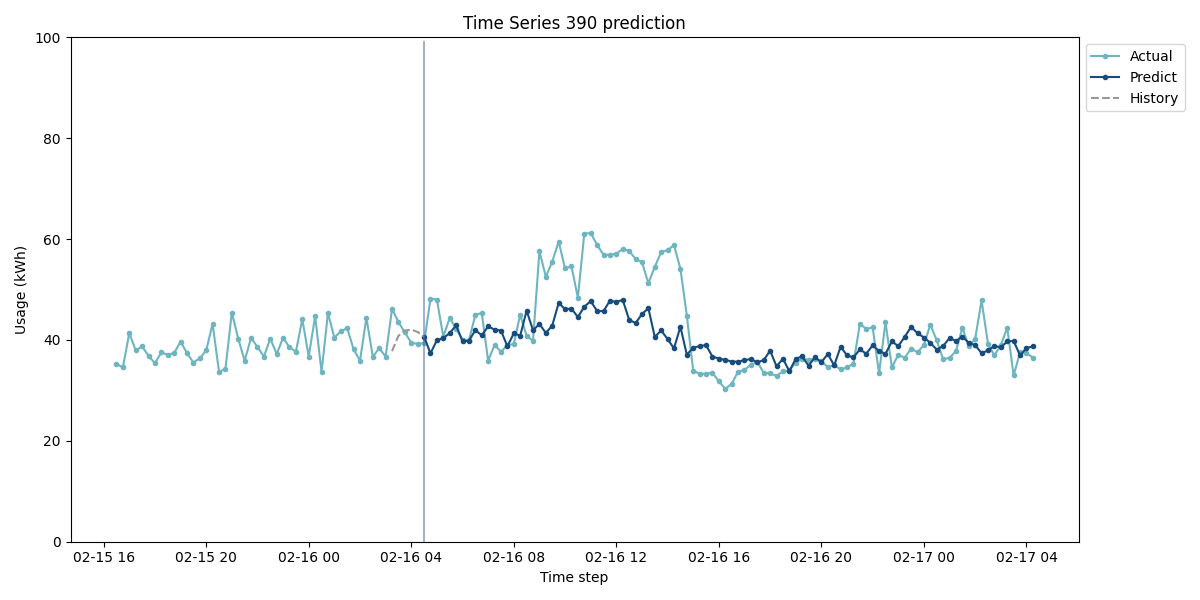 Time Series 390 prediction
100
80
60
40
20
0
Usage (kWh)
02-15 16 02-15 20 02-16 00 02-16 04 02-16 08 02-16 12 02-16 16 02-16 20 02-17 00 02-17 04
Time step
Actual
Predict
History